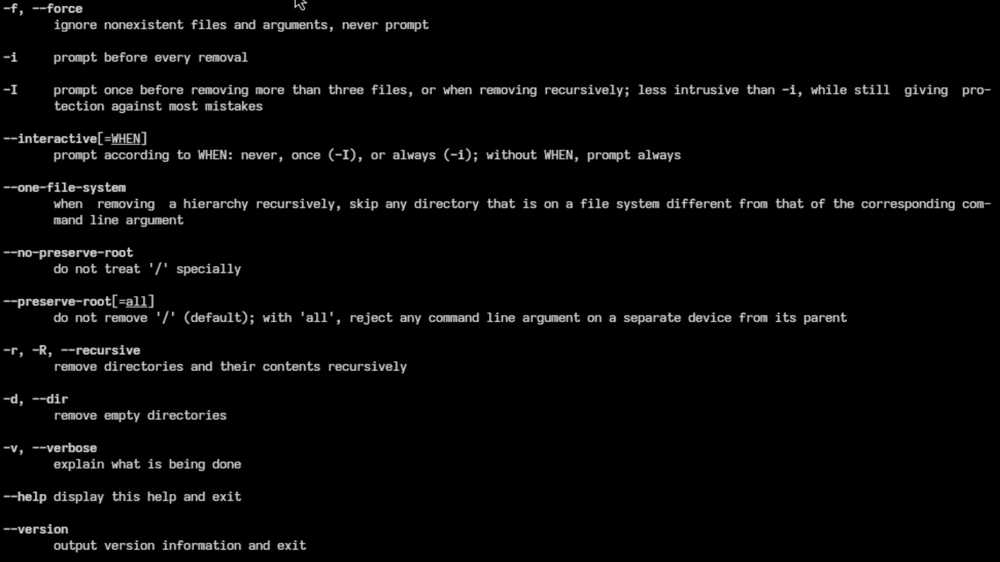 -f, --force
ignore nonexistent files and arguments, never prompt
-i     prompt before every removal
-I     prompt once before removing more than three files, or when removing recursively; less intrusive than -i, while still  giving  pro-
tection against most mistakes
--interactive[=WHEN]
prompt according to WHEN: never, once (-I), or always (-i); without WHEN, prompt always
--one-file-system
when  removing  a hierarchy recursively, skip any directory that is on a file system different from that of the corresponding com-
mand line argument
--no-preserve-root
do not treat '/' specially
--preserve-root[=all]
do not remove '/' (default); with 'all', reject any command line argument on a separate device from its parent
-r, -R, --recursive
remove directories and their contents recursively
-d, --dir
remove empty directories
-v, --verbose
explain what is being done
--help display this help and exit
--version
output version information and exit